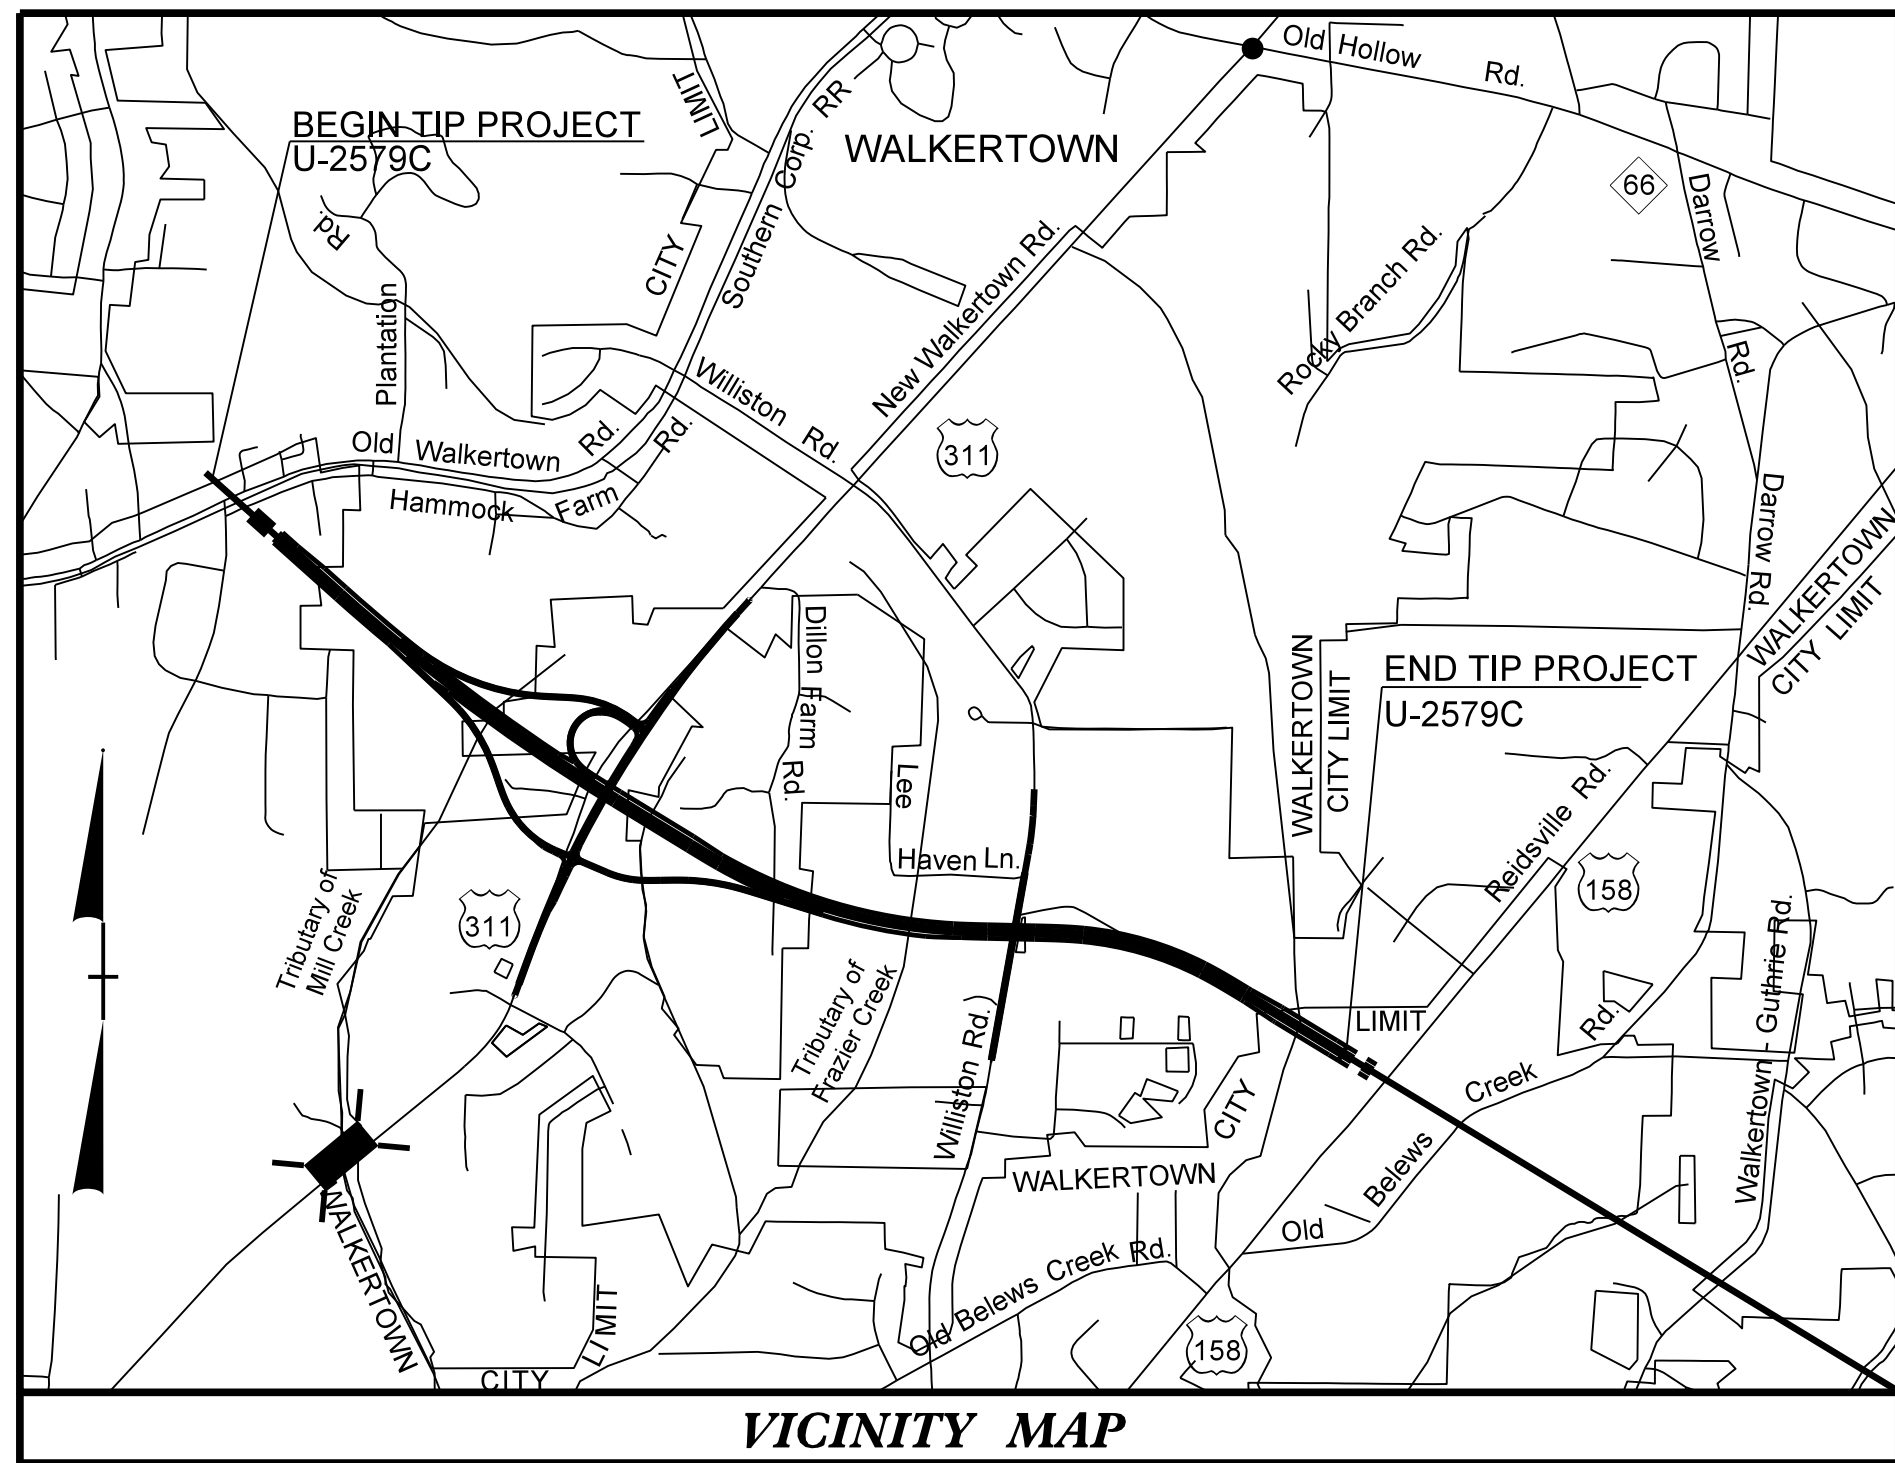 Old Hollow Rd.
LIMIT
BEGIN TIP PROJECT
U-2579C
WALKERTOWN
Southern Corp. RR
66
Darrow
Rd.
Rd.
CITY
New Walkertown Rd.
Rocky Branch Rd.
Plantation
Williston Rd.
Old Walkertown Rd.
Rd.
Hammock Farm
311
Darrow Rd.
WALKERTOWN
CITY LIMIT
Dillon Farm Rd.
WALKERTOWN
CITY LIMIT
END TIP PROJECT
U-2579C
Lee
Haven Ln.
Reidsville Rd.
158
311
Tributary of
Mill Creek
Tributary of
Frazier Creek
Walkertown - Guthrie Rd.
LIMIT
Rd.
Creek
Williston Rd.
CITY
WALKERTOWN
Belews
Old
WALKERTOWN
Old Belews Creek Rd.
LIMIT
158
CITY
VICINITY MAP